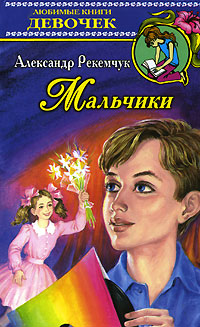 ЛЮБИМЫЕ КНИГИ
ДЕВОЧЕК
Александр Рекемчук
Мальчики